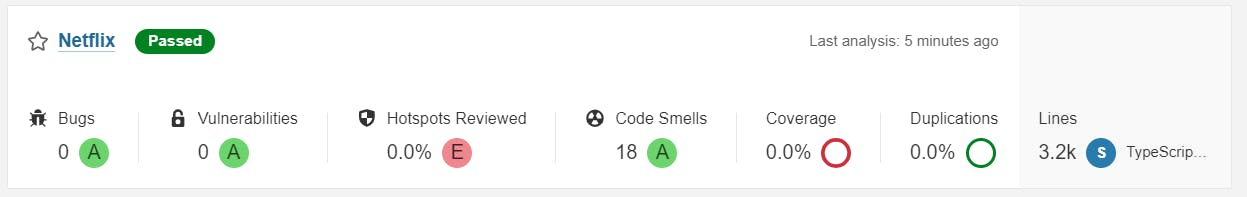 Netflix Passed Last analysis: 5 minutes ago
Bugs Vulnerabilities Hotspots Reviewed Code Smells Coverage Duplications Lines
0 A 0 A 0.0% E 18 A 0.0% 0.0% 3.2k S TypeScrip...